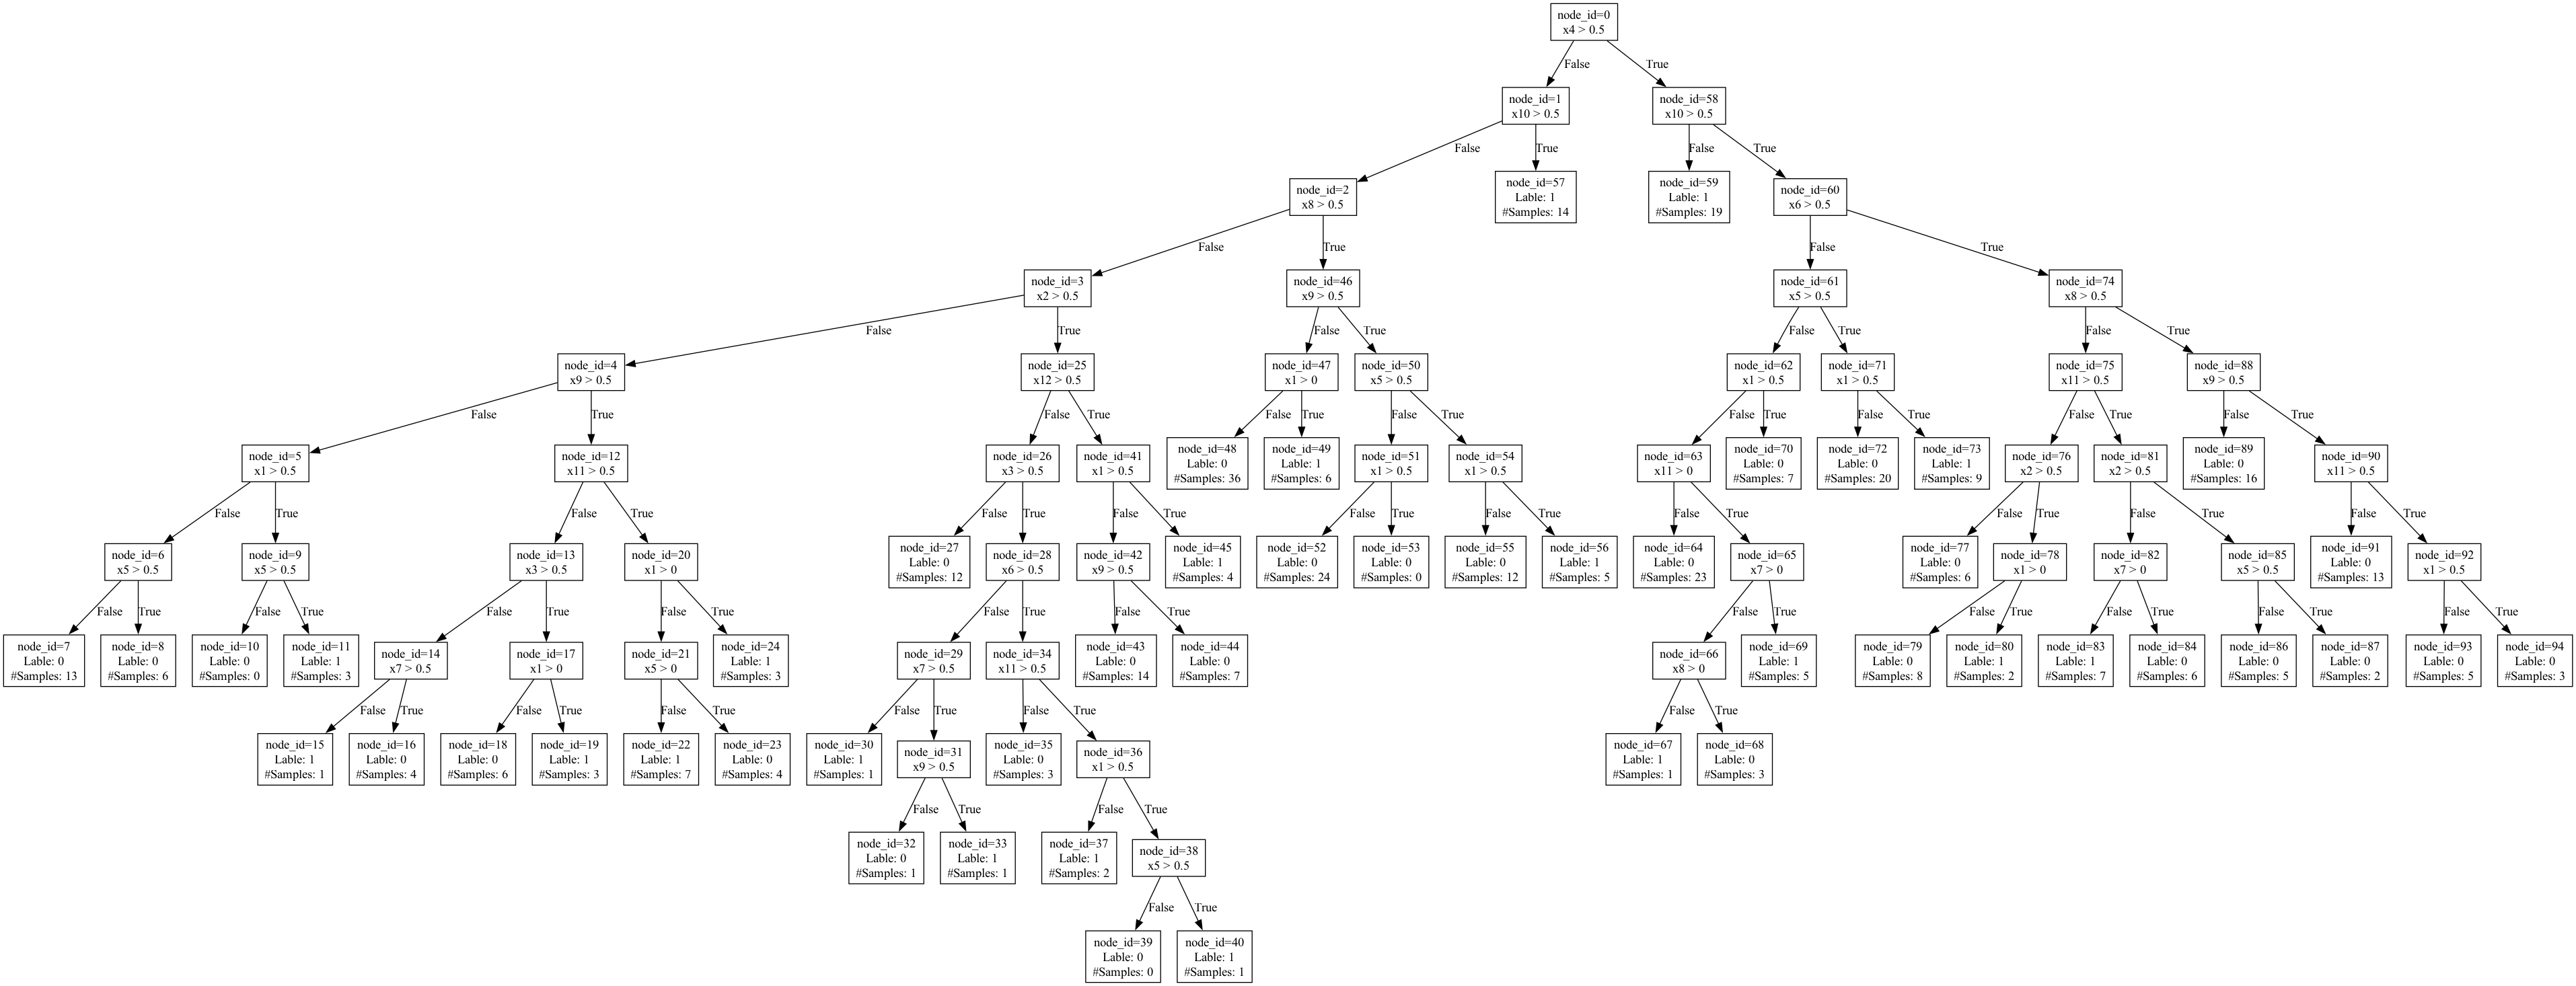 node_id=0
x4 > 0.5
False
True
node_id=1
x10 > 0.5
node_id=58
x10 > 0.5
False
True
False
True
node_id=2
x8 > 0.5
node_id=57
Lable: 1
#Samples: 14
node_id=59
Lable: 1
#Samples: 19
node_id=60
x6 > 0.5
False
True
False
True
node_id=3
x2 > 0.5
node_id=46
x9 > 0.5
node_id=61
x5 > 0.5
node_id=74
x8 > 0.5
False
True
False
True
False
True
False
True
node_id=4
x9 > 0.5
node_id=25
x12 > 0.5
node_id=47
x1 > 0
node_id=50
x5 > 0.5
node_id=62
x1 > 0.5
node_id=71
x1 > 0.5
node_id=75
x11 > 0.5
node_id=88
x9 > 0.5
False
True
False
True
False
True
False
True
False
True
False
True
False
True
False
True
node_id=5
x1 > 0.5
node_id=12
x11 > 0.5
node_id=26
x3 > 0.5
node_id=41
x1 > 0.5
node_id=48
Lable: 0
#Samples: 36
node_id=49
Lable: 1
#Samples: 6
node_id=51
x1 > 0.5
node_id=54
x1 > 0.5
node_id=63
x11 > 0
node_id=70
Lable: 0
#Samples: 7
node_id=72
Lable: 0
#Samples: 20
node_id=73
Lable: 1
#Samples: 9
node_id=76
x2 > 0.5
node_id=81
x2 > 0.5
node_id=89
Lable: 0
#Samples: 16
node_id=90
x11 > 0.5
False
True
False
True
False
True
False
True
False
True
False
True
False
True
False
True
False
True
False
True
node_id=6
x5 > 0.5
node_id=9
x5 > 0.5
node_id=13
x3 > 0.5
node_id=20
x1 > 0
node_id=27
Lable: 0
#Samples: 12
node_id=28
x6 > 0.5
node_id=42
x9 > 0.5
node_id=45
Lable: 1
#Samples: 4
node_id=52
Lable: 0
#Samples: 24
node_id=53
Lable: 0
#Samples: 0
node_id=55
Lable: 0
#Samples: 12
node_id=56
Lable: 1
#Samples: 5
node_id=64
Lable: 0
#Samples: 23
node_id=65
x7 > 0
node_id=77
Lable: 0
#Samples: 6
node_id=78
x1 > 0
node_id=82
x7 > 0
node_id=85
x5 > 0.5
node_id=91
Lable: 0
#Samples: 13
node_id=92
x1 > 0.5
False
True
False
True
False
True
False
True
False
True
False
True
False
True
False
True
False
True
False
True
False
True
node_id=7
Lable: 0
#Samples: 13
node_id=8
Lable: 0
#Samples: 6
node_id=10
Lable: 0
#Samples: 0
node_id=11
Lable: 1
#Samples: 3
node_id=14
x7 > 0.5
node_id=17
x1 > 0
node_id=21
x5 > 0
node_id=24
Lable: 1
#Samples: 3
node_id=29
x7 > 0.5
node_id=34
x11 > 0.5
node_id=43
Lable: 0
#Samples: 14
node_id=44
Lable: 0
#Samples: 7
node_id=66
x8 > 0
node_id=69
Lable: 1
#Samples: 5
node_id=79
Lable: 0
#Samples: 8
node_id=80
Lable: 1
#Samples: 2
node_id=83
Lable: 1
#Samples: 7
node_id=84
Lable: 0
#Samples: 6
node_id=86
Lable: 0
#Samples: 5
node_id=87
Lable: 0
#Samples: 2
node_id=93
Lable: 0
#Samples: 5
node_id=94
Lable: 0
#Samples: 3
False
True
False
True
False
True
False
True
False
True
False
True
node_id=15
Lable: 1
#Samples: 1
node_id=16
Lable: 0
#Samples: 4
node_id=18
Lable: 0
#Samples: 6
node_id=19
Lable: 1
#Samples: 3
node_id=22
Lable: 1
#Samples: 7
node_id=23
Lable: 0
#Samples: 4
node_id=30
Lable: 1
#Samples: 1
node_id=31
x9 > 0.5
node_id=35
Lable: 0
#Samples: 3
node_id=36
x1 > 0.5
node_id=67
Lable: 1
#Samples: 1
node_id=68
Lable: 0
#Samples: 3
False
True
False
True
node_id=32
Lable: 0
#Samples: 1
node_id=33
Lable: 1
#Samples: 1
node_id=37
Lable: 1
#Samples: 2
node_id=38
x5 > 0.5
False
True
node_id=39
Lable: 0
#Samples: 0
node_id=40
Lable: 1
#Samples: 1